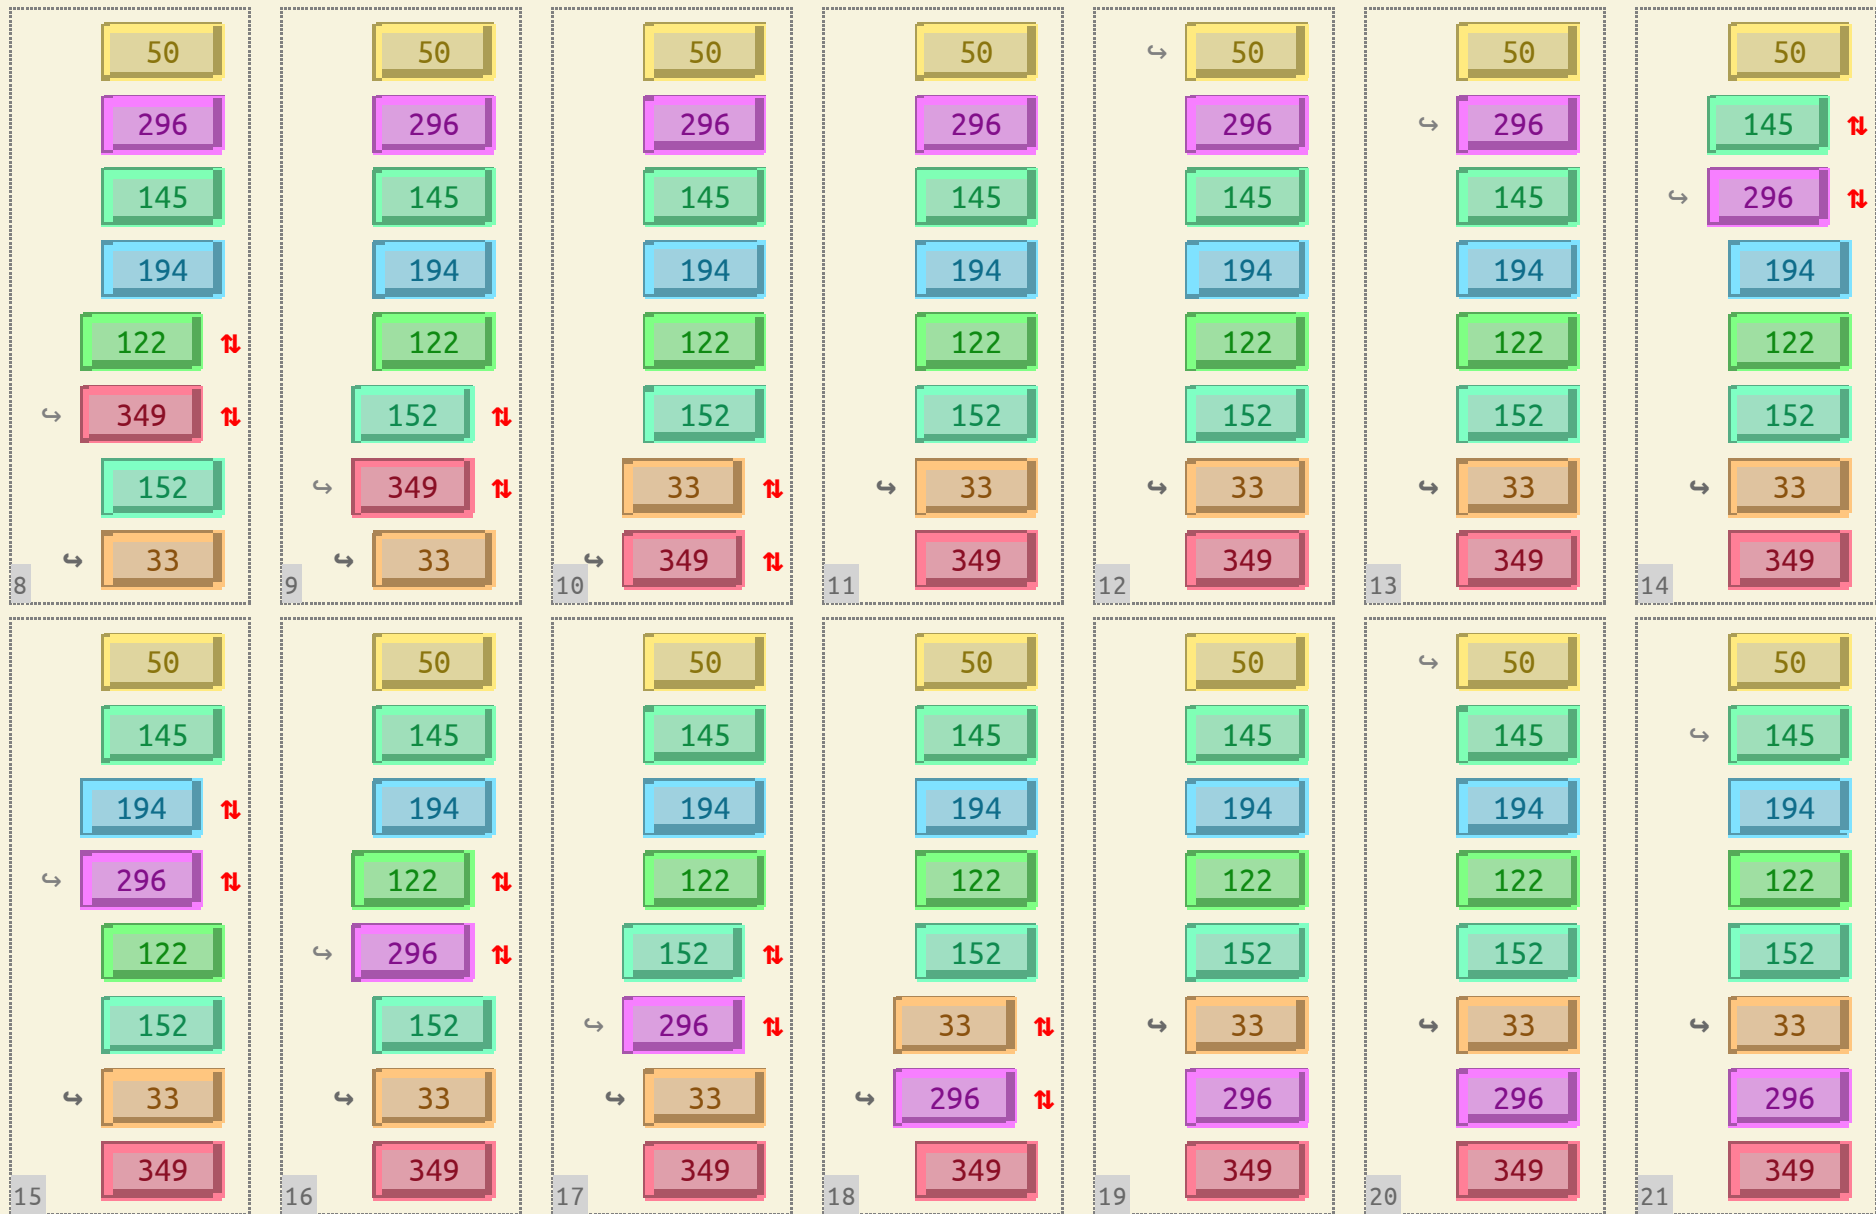 50 50 50 50 50 50 50
296 296 296 296 296 296 145 ⇅
145 145 145 145 145 145 ↪ 296 ⇅
194 194 194 194 194 194 194
122 ⇅ 122 122 122 122 122 122
349 ⇅ 152 ⇅ 152 152 152 152 152
152 349 ⇅ 33 ⇅ 33 33 33 33
33 33 349 ⇅ 349 349 349 349
8 9 10 11 12 13 14
50 50 50 50 50 50 50
145 145 145 145 145 145 145
194 ⇅ 194 194 194 194 194 194
296 ⇅ 122 ⇅ 122 122 122 122 122
122 296 ⇅ 152 ⇅ 152 152 152 152
152 152 296 ⇅ 33 ⇅ 33 33 33
33 33 33 296 ⇅ 296 296 296
349 349 349 349 349 349 349
15 16 17 18 19 20 21